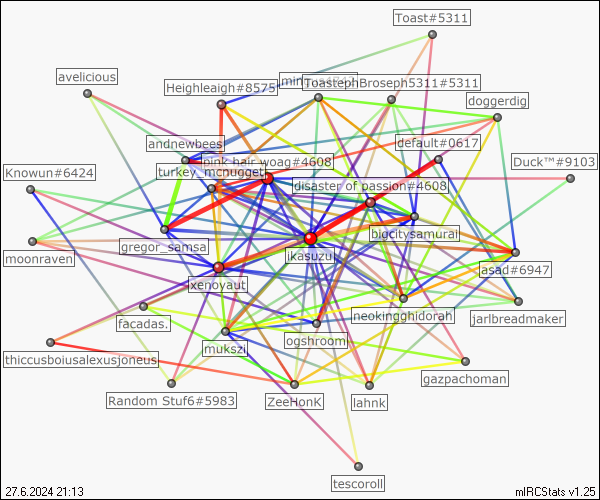 Toast#5311
avelicious
Heighleaigh#8575
ToastephBroseph5311#5311
doggerdig
andnewbees
default#0617
pink hair woag#4608
Duck™#9103
Knowun#6424
turkey_mcnugget
disaster of passion#4608
gregor_samsa
bigcitysamurai
moonraven
ikasuzu
asad#6947
xenoyaut
facadas.
neokingghidorah
jarlbreadmaker
mukszi
ogshroomi
thiccusboiusalexusjoneus
gazpachoman
Random Stuf6#5983
ZeeHonK
lahnk
tescoroll
27.6.2024 21:13
mIRCStats v1.25